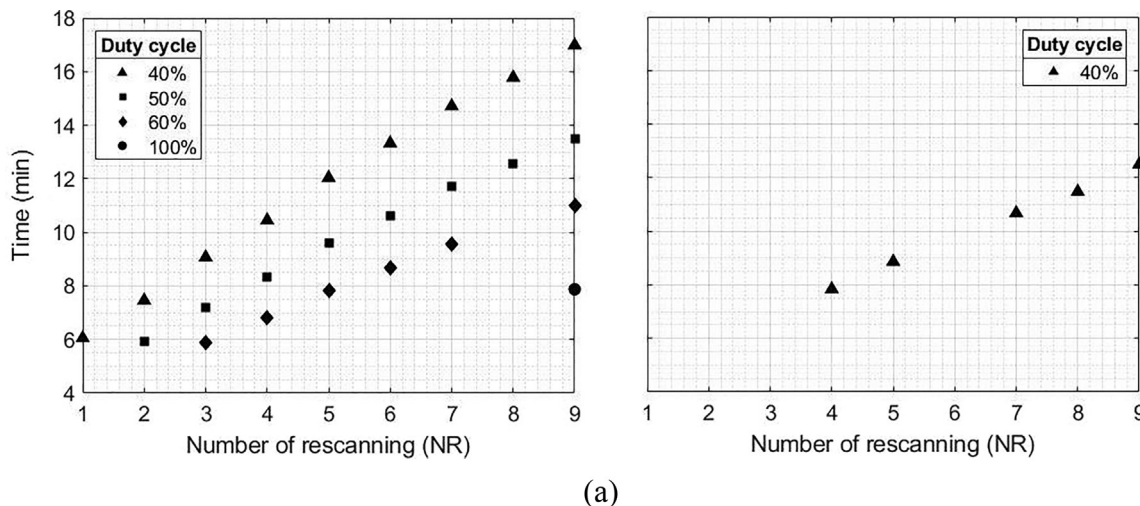 18
16
14
12
10
8
6
4
Time (min)
Duty cycle
40%
50%
60%
100%
1 2 3 4 5 6 7 8 9
Number of rescanning (NR)
Duty cycle
40%
1 2 3 4 5 6 7 8 9
Number of rescanning (NR)
(a)